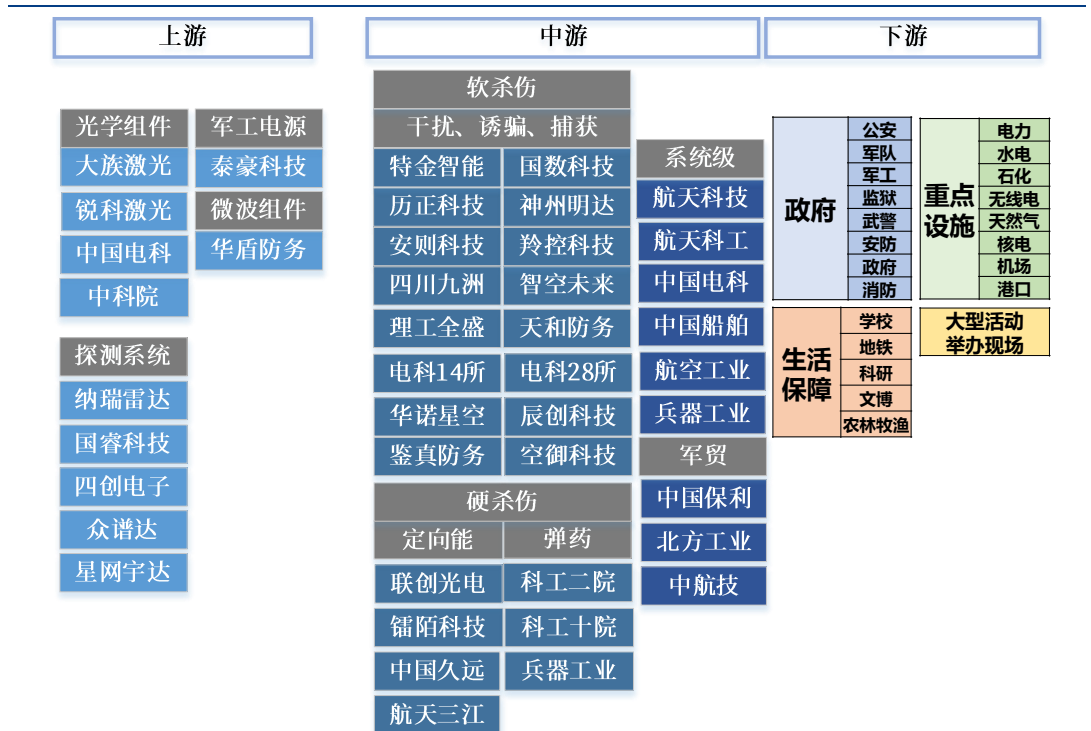 上游
中游
下游
光学组件
大族激光
锐科激光
中国电科
中科院
军工电源
泰豪科技
微波组件
华盾防务
探测系统
纳瑞雷达
国睿科技
四创电子
众谱达
星网宇达
软杀伤
干扰、诱骗、捕获
特金智能
国数科技
历正科技
神州明达
安则科技
羚控科技
四川九洲
智空未来
理工全盛
天和防务
电科14所
电科28所
华诺星空
辰创科技
鉴真防务
空御科技
硬杀伤
定向能
弹药
联创光电
科工二院
镭陌科技
科工十院
中国久远
兵器工业
航天三江
系统级
航天科技
航天科工
中国电科
中国船舶
航空工业
兵器工业
军贸
中国保利
北方工业
中航技
政府
公安
军队
军工
监狱
武警
安防
政府
消防
重点
设施
电力
水电
石化
无线电
天然气
核电
机场
港口
生活
保障
学校
地铁
科研
文博
农林牧渔
大型活动
举办现场